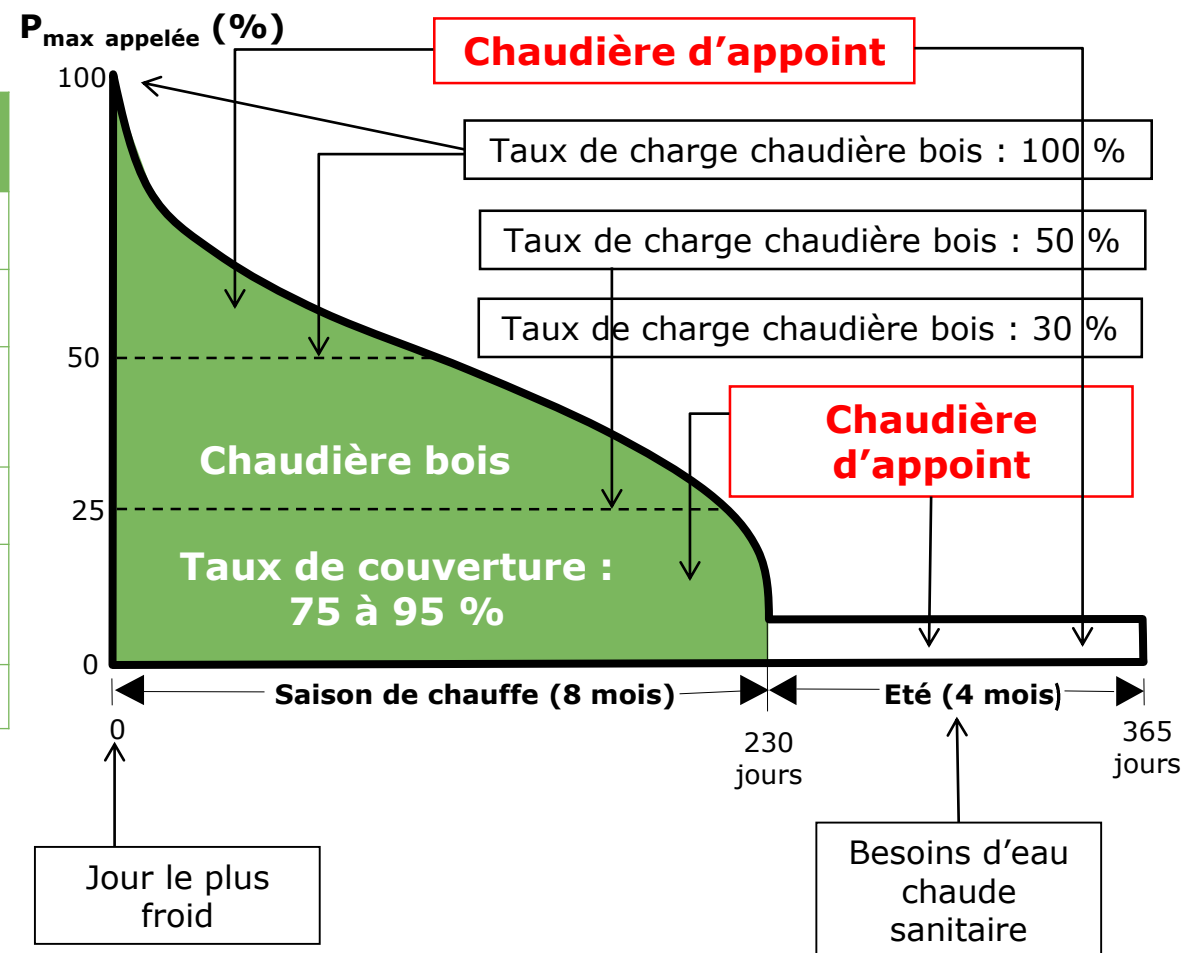 Pmax appelée (%)
Chaudière d’appoint
100
Taux de charge chaudière bois : 100 %
Taux de charge chaudière bois : 50 %
Taux de charge chaudière bois : 30 %
50
Chaudière
d’appoint
Chaudière bois
25
Taux de couverture :
75 à 95 %
0
Saison de chauffe (8 mois)
Eté (4 mois)
0
230
jours
365
jours
Jour le plus
froid
Besoins d’eau
chaude
sanitaire